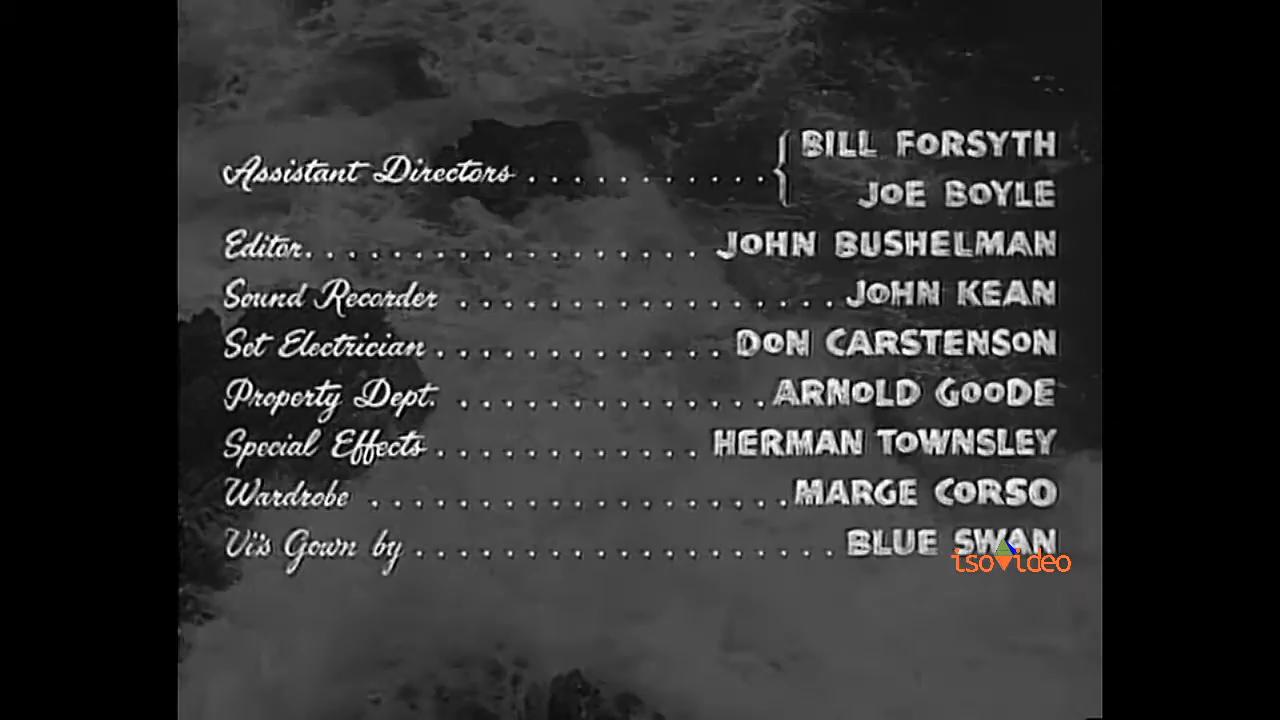 Assistant Directors . . . . . . . . . . . { BILL FORSYTH
JOE BOYLE
Editor. . . . . . . . . . . . . . . . . . JOHN BUSHELMAN
Sound Recorder . . . . . . . . . . . . . . . . . JOHN KEAN
Set Electrician . . . . . . . . . . . . . DON CARSTENSON
Property Dept. . . . . . . . . . . . . . . ARNOLD GOODE
Special Effects . . . . . . . . . . . . HERMAN TOWNSLEY
Wardrobe . . . . . . . . . . . . . . . . . . . MARGE CORSO
Vi's Gown by . . . . . . . . . . . . . . . . . . . BLUE SWAN
isovideo